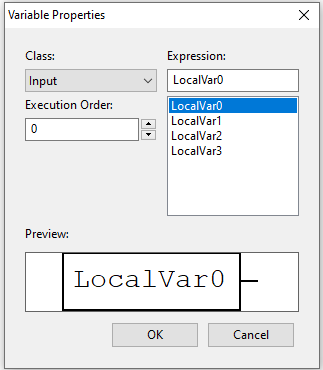 Variable Properties
Class:
Expression:
Input
LocalVar0
Execution Order:
0
LocalVar0
LocalVar1
LocalVar2
LocalVar3
Preview:
LocalVar0
OK
Cancel